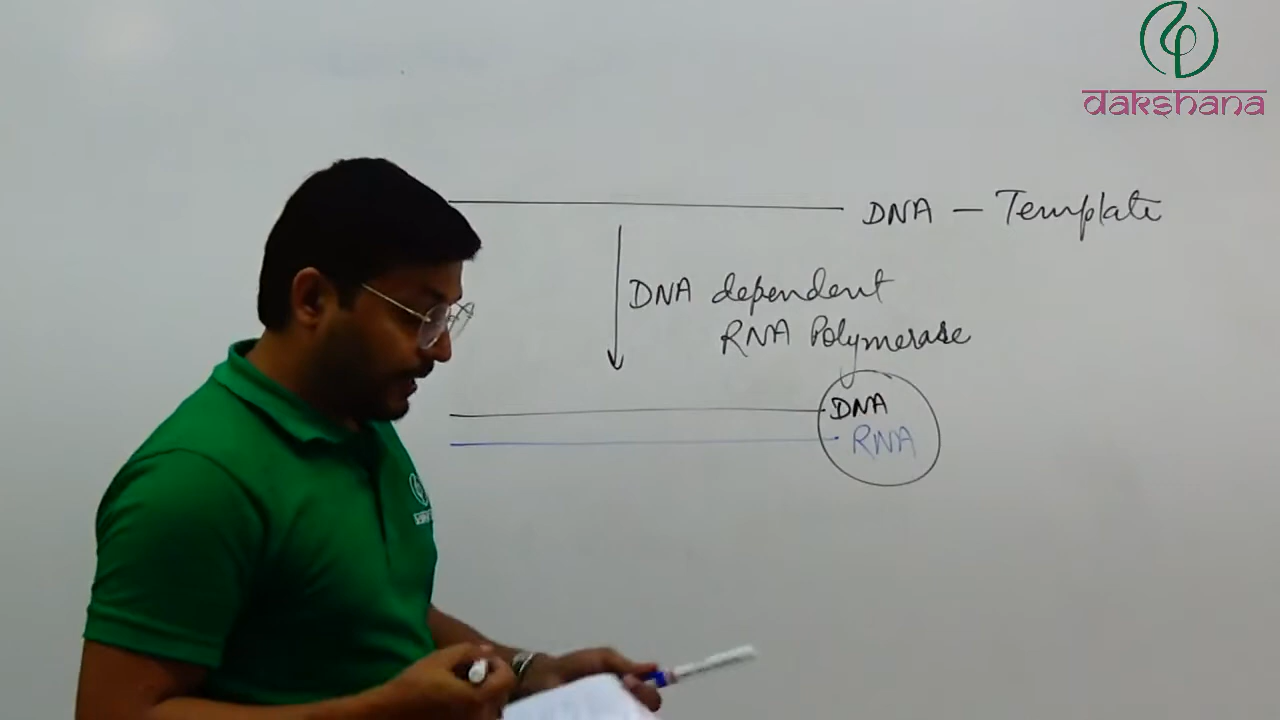 dakshana
DNA — Template
DNA dependent
RNA Polymerase
DNA
RNA